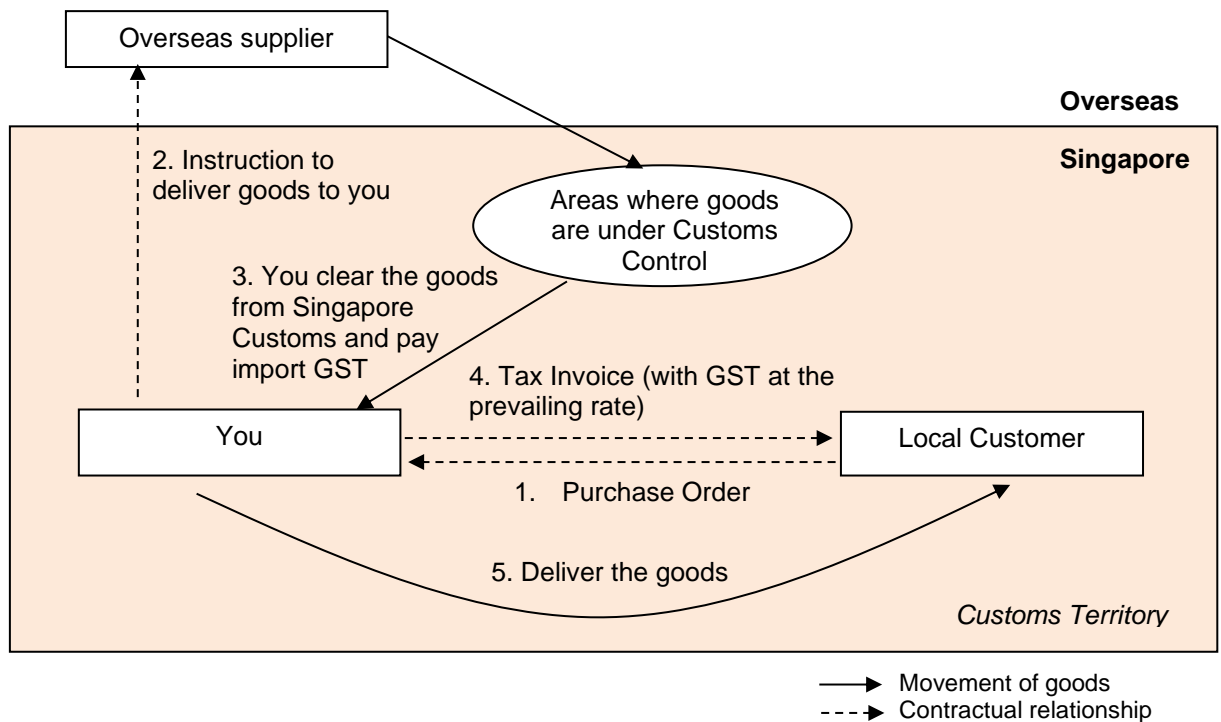 Overseas supplier
Overseas
Singapore
2. Instruction to
deliver goods to you
Areas where goods
are under Customs
Control
3. You clear the goods
from Singapore
Customs and pay
import GST
4. Tax Invoice (with GST at the
prevailing rate)
You
Local Customer
1. Purchase Order
5. Deliver the goods
Customs Territory
Movement of goods
Contractual relationship